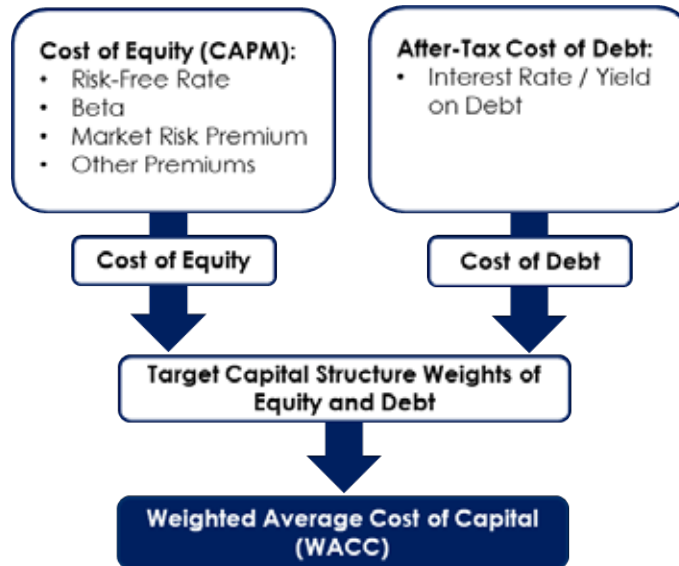 Cost of Equity (CAPM):
• Risk-Free Rate
• Beta
• Market Risk Premium
• Other Premiums
After-Tax Cost of Debt:
• Interest Rate / Yield
on Debt
Cost of Equity
Cost of Debt
Target Capital Structure Weights of
Equity and Debt
Weighted Average Cost of Capital
(WACC)